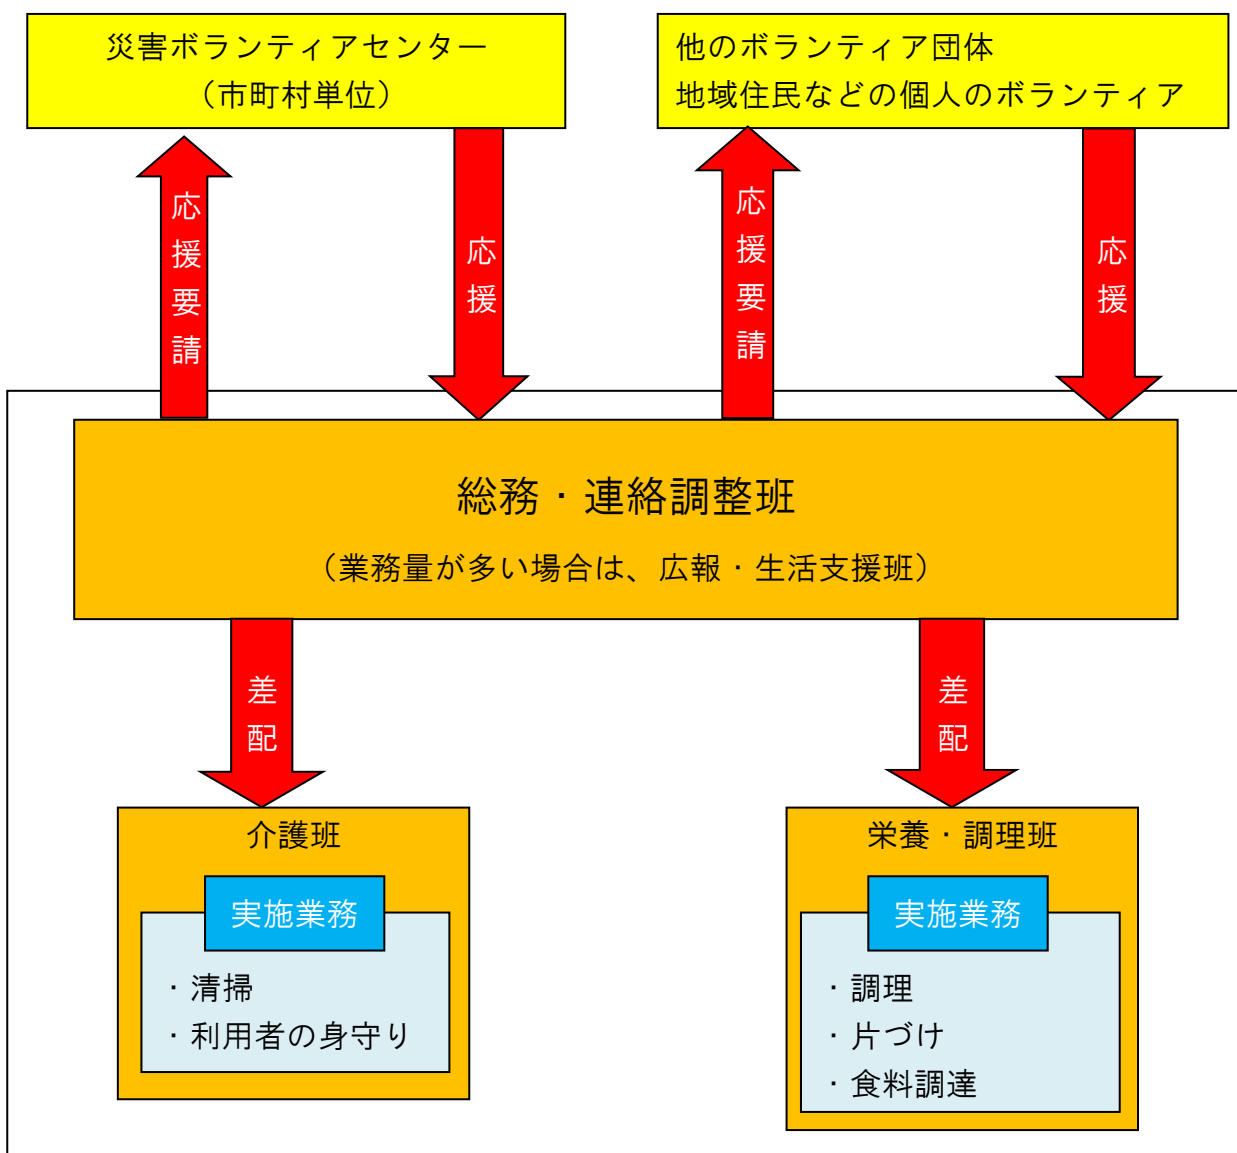 災害ボランティアセンター
（市町村単位）
他のボランティア団体
地域住民などの個人のボランティア
応援要請
応援
応援要請
応援
総務・連絡調整班
（業務量が多い場合は、広報・生活支援班）
差配
差配
介護班
実施業務
・清掃
・利用者の身守り
栄養・調理班
実施業務
・調理
・片づけ
・食料調達